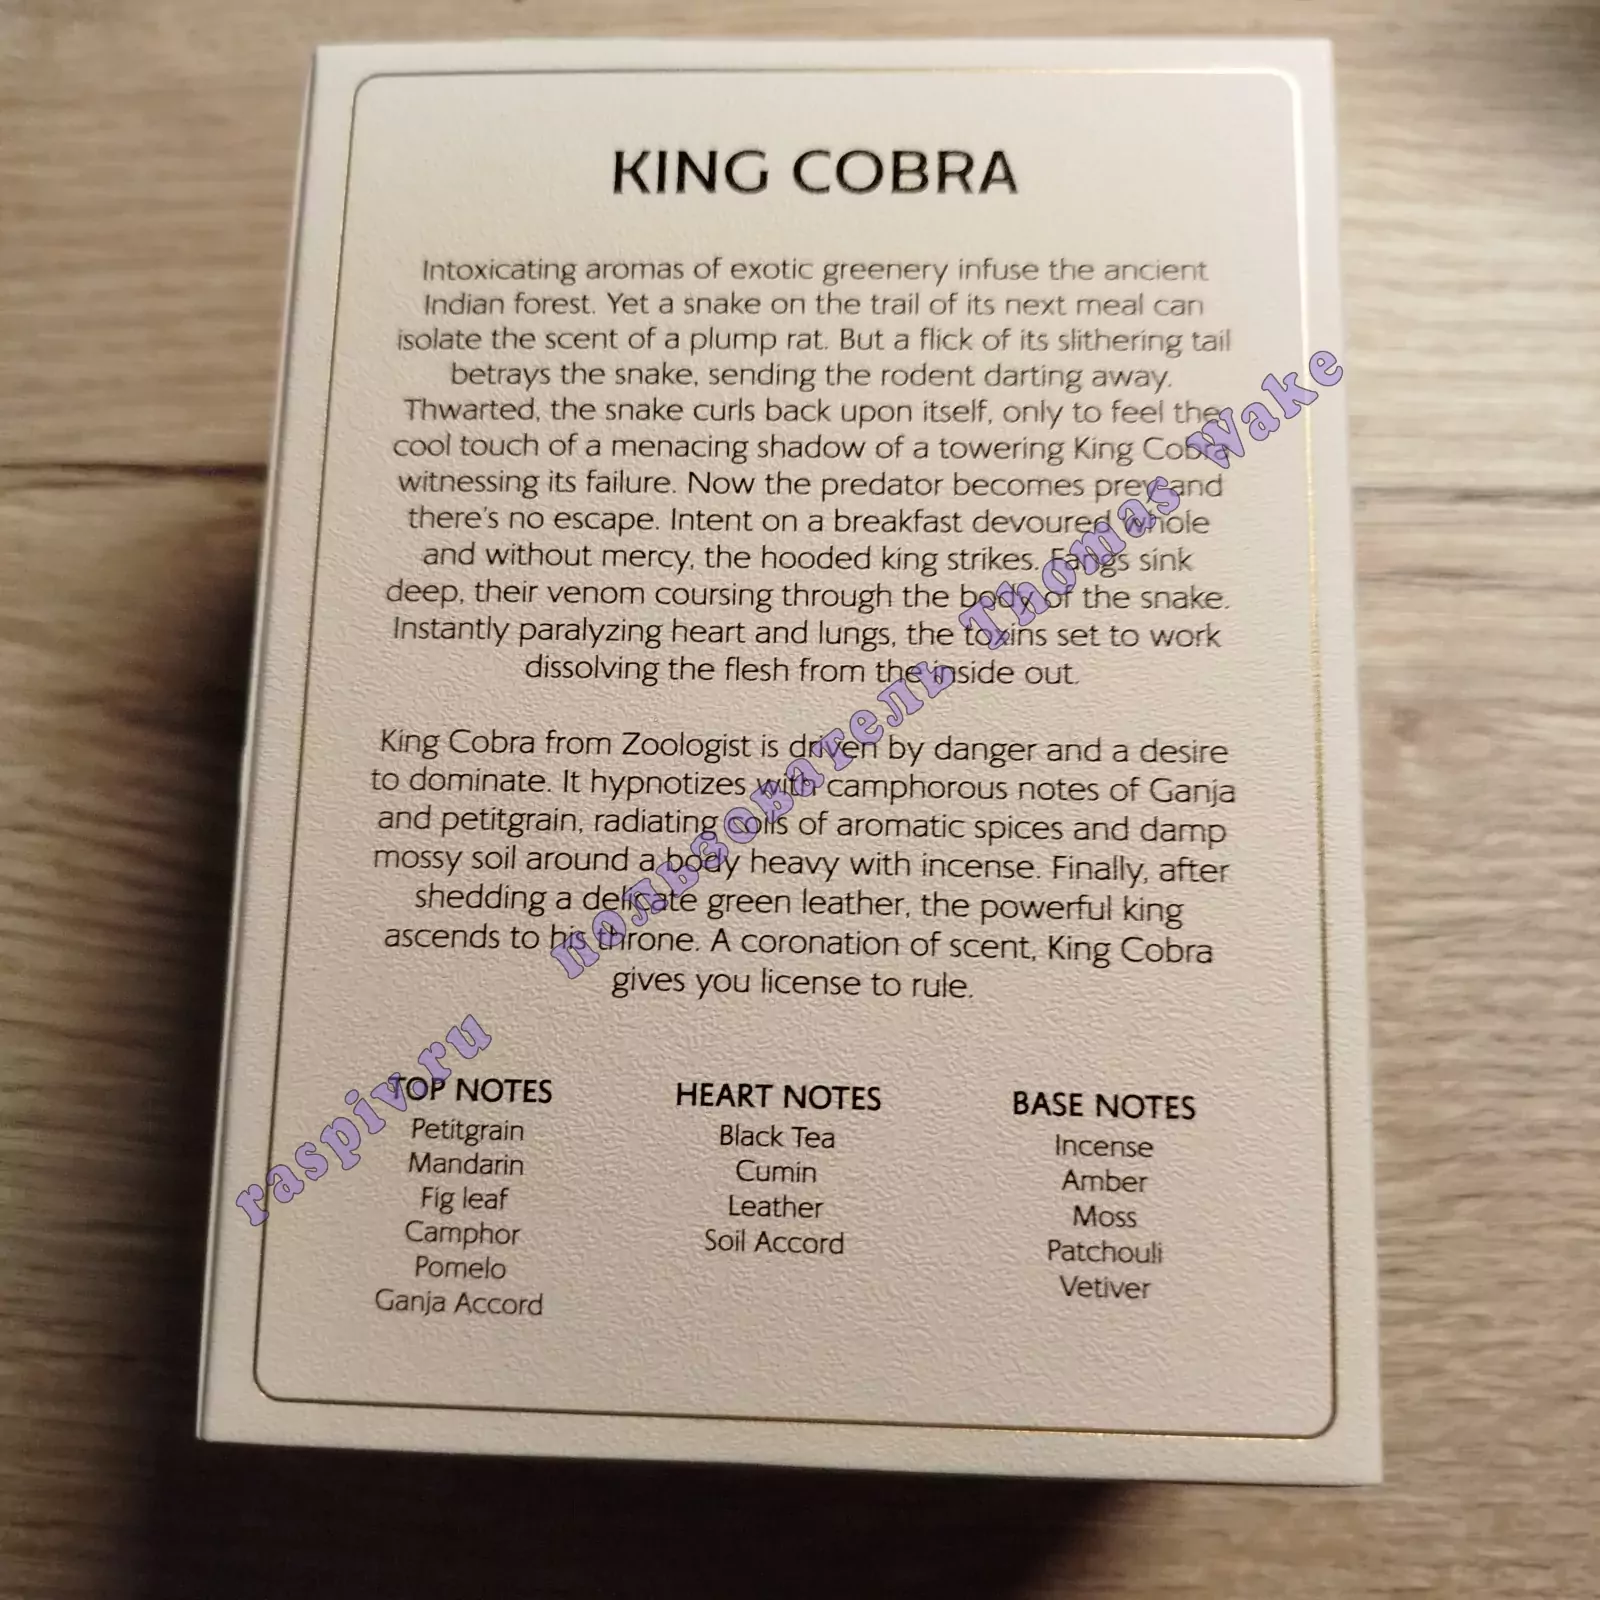 KING COBRA
Intoxicating aromas of exotic greenery infuse the ancient
Indian forest. Yet a snake on the trail of its next meal can
isolate the scent of a plump rat. But a flick of its slithering tail
betrays the snake, sending the rodent darting away.
Thwarted, the snake curls back upon itself, only to feel the
cool touch of a menacing shadow of a towering King Cobra
witnessing its failure. Now the predator becomes prey and
there's no escape. Intent on a breakfast devoured whole
and without mercy, the hooded king strikes. Fangs sink
deep, their venom coursing through the body of the snake.
Instantly paralyzing heart and lungs, the toxins set to work
dissolving the flesh from the inside out.
King Cobra from Zoologist is driven by danger and a desire
to dominate. It hypnotizes with camphorous notes of Ganja
and petitgrain, radiating coils of aromatic spices and damp
mossy soil around a body heavy with incense. Finally, after
shedding a delicate green leather, the powerful king
ascends to his throne. A coronation of scent, King Cobra
gives you license to rule.
TOP NOTES
Petitgrain
Mandarin
Fig leaf
Camphor
Pomelo
Ganja Accord
HEART NOTES
Black Tea
Cumin
Leather
Soil Accord
BASE NOTES
Incense
Amber
Moss
Patchouli
Vetiver
raspiv.ru пользователь Thomas Wake